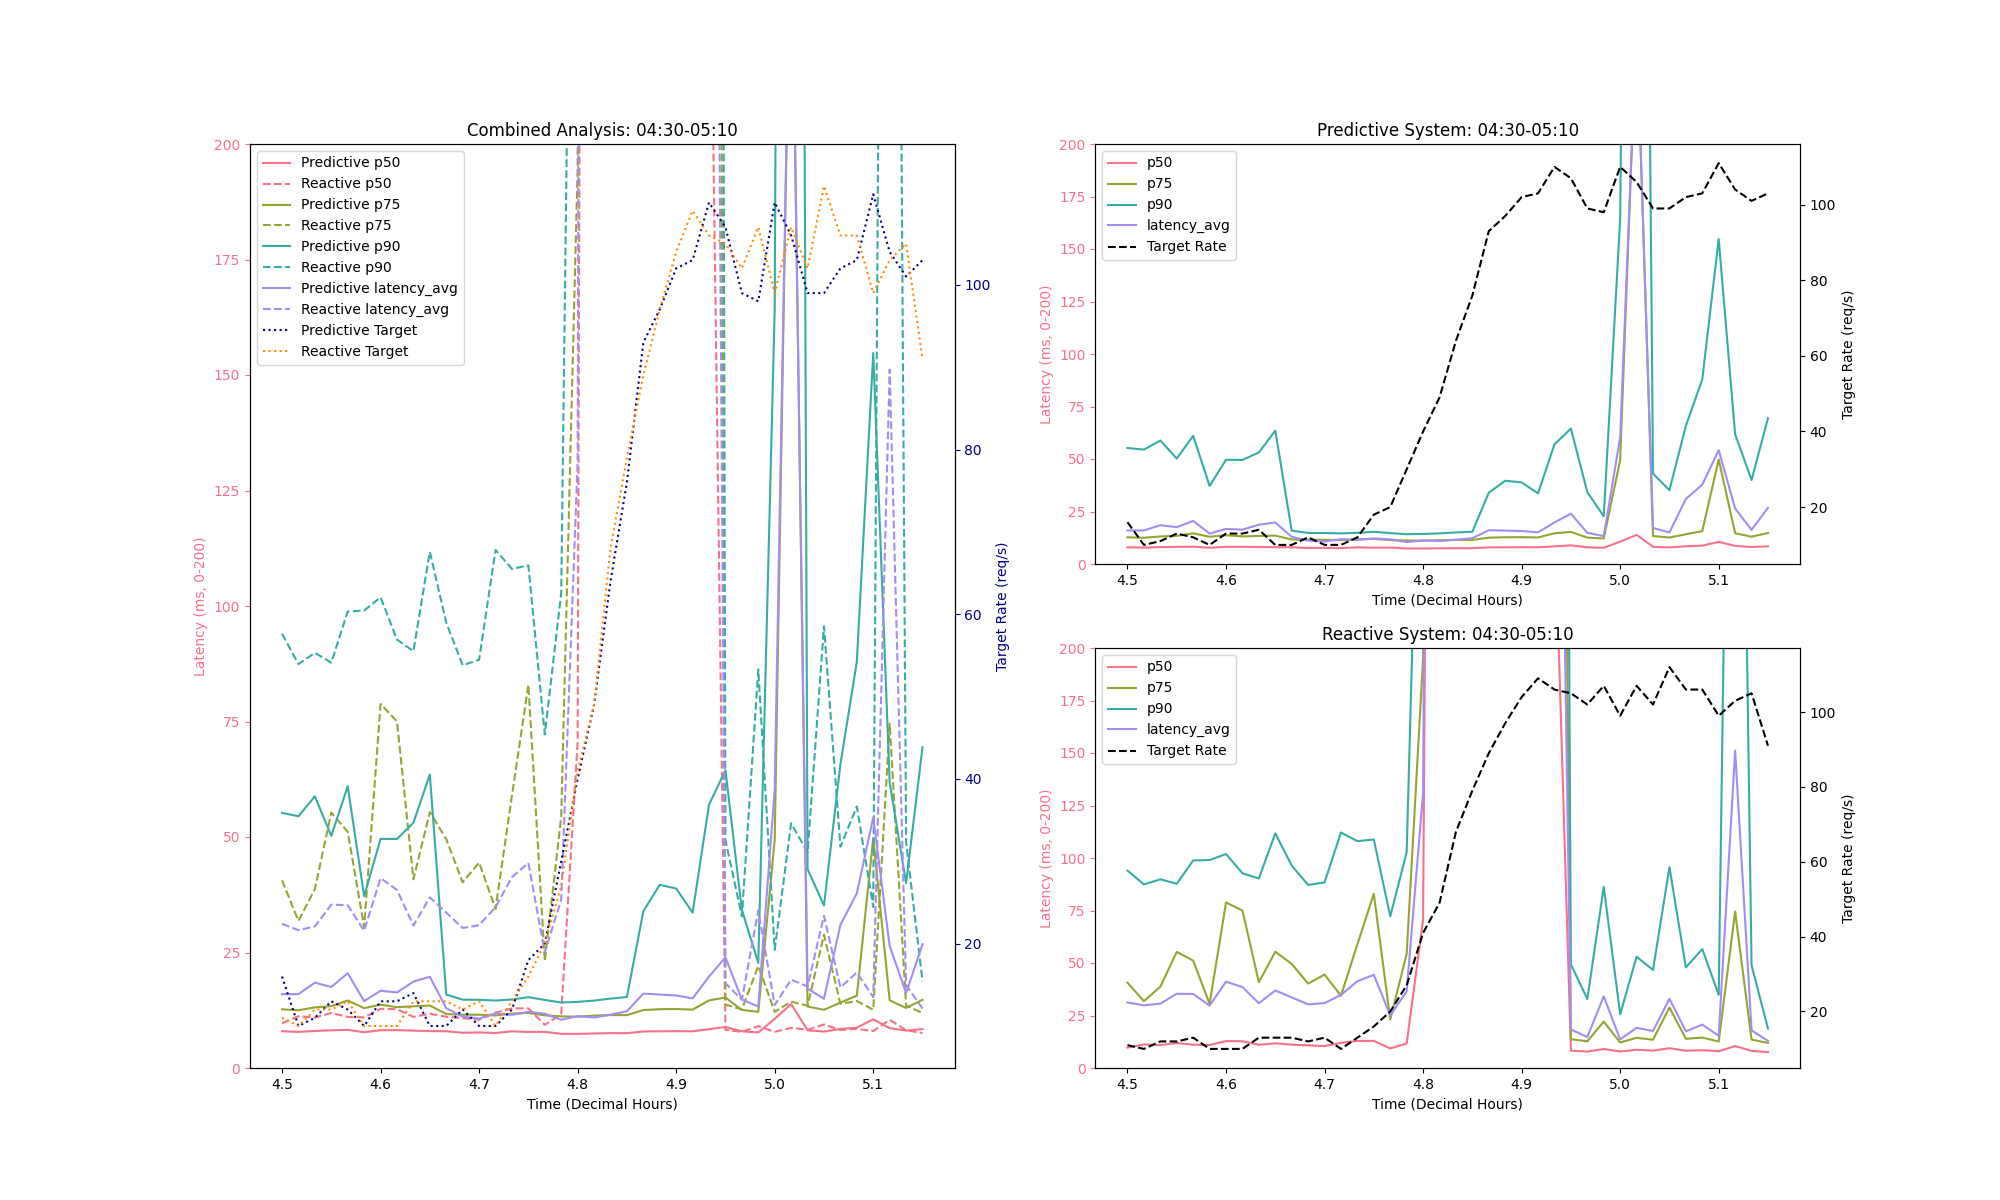 Combined Analysis: 04:30-05:10
Predictive p50
Reactive p50
Predictive p75
Reactive p75
Predictive p90
Reactive p90
Predictive latency_avg
Reactive latency_avg
Predictive Target
Reactive Target
200
175
150
125
100
75
50
25
0
Latency (ms, 0-200)
100
80
60
40
20
Target Rate (req/s)
4.5 4.6 4.7 4.8 4.9 5.0 5.1
Time (Decimal Hours)
Predictive System: 04:30-05:10
p50
p75
p90
latency_avg
Target Rate
200
175
150
125
100
75
50
25
0
Latency (ms, 0-200)
100
80
60
40
20
Target Rate (req/s)
4.5 4.6 4.7 4.8 4.9 5.0 5.1
Time (Decimal Hours)
Reactive System: 04:30-05:10
p50
p75
p90
latency_avg
Target Rate
200
175
150
125
100
75
50
25
0
Latency (ms, 0-200)
100
80
60
40
20
Target Rate (req/s)
4.5 4.6 4.7 4.8 4.9 5.0 5.1
Time (Decimal Hours)